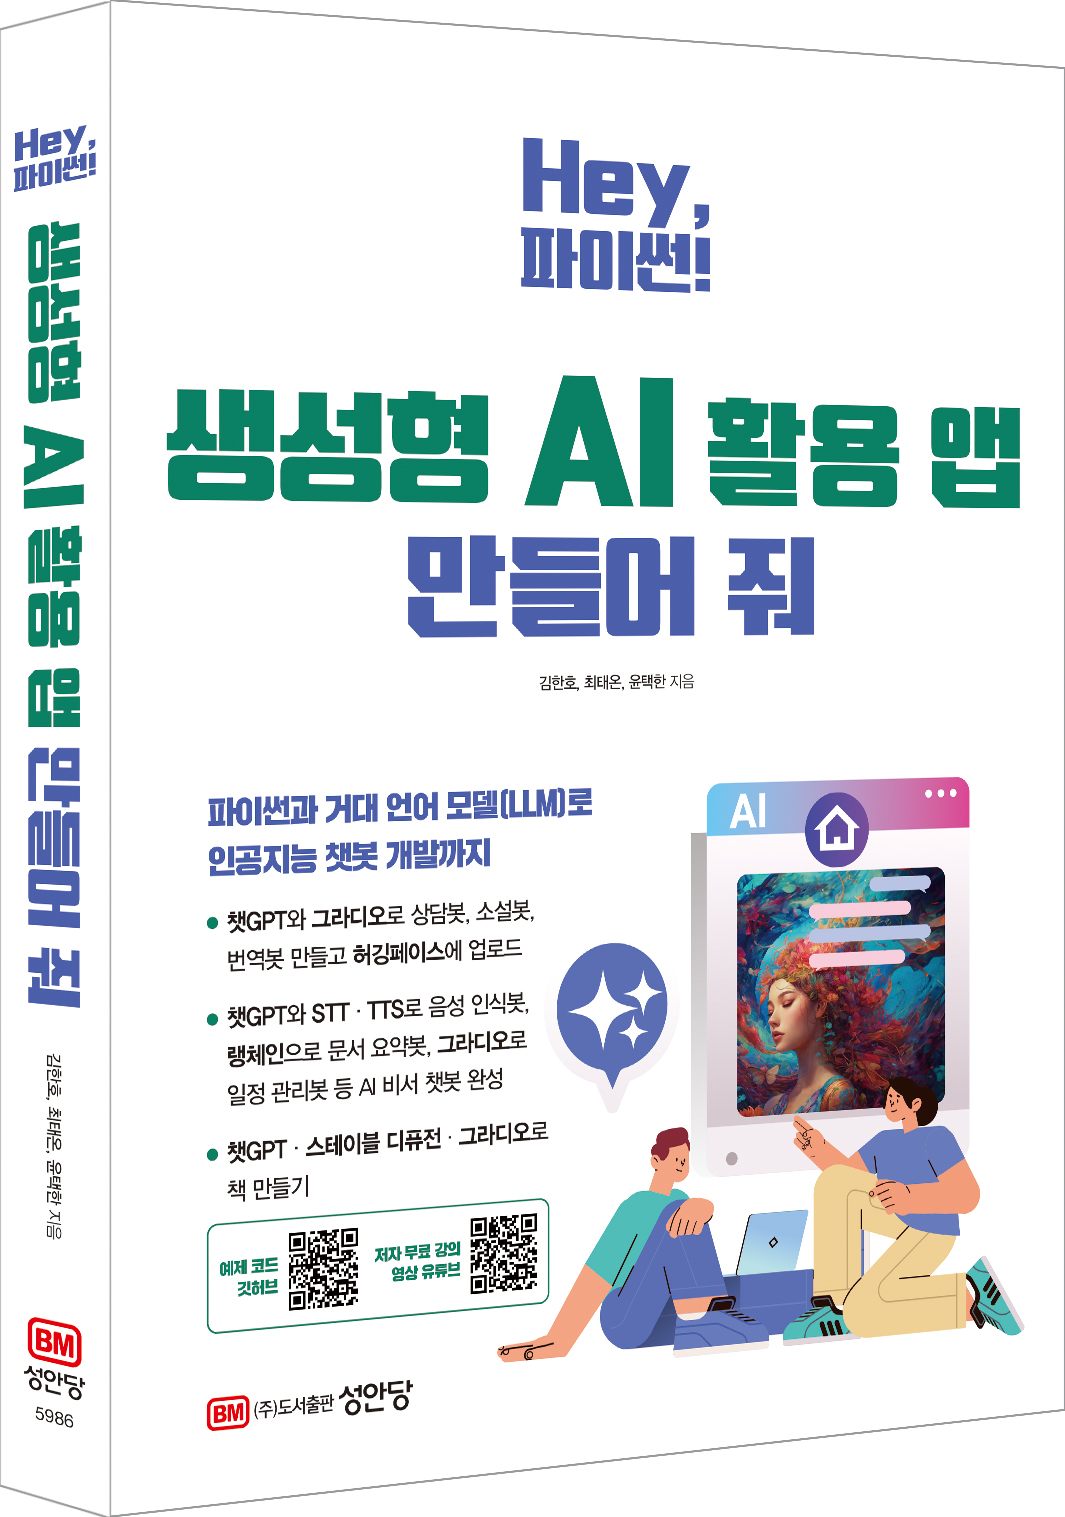 Hey,
파이썬!
생성형 AI 활용 앱 만들어 줘
김한호, 최태온, 윤택한 지음
BM
성안당
5986
Hey,
파이썬!
생성형 AI 활용 앱
만들어 줘
김한호, 최태온, 윤택한 지음
파이썬과 거대 언어 모델(LLM)로
인공지능 챗봇 개발까지
● 챗GPT와 그라디오로 상담봇, 소설봇,
번역봇 만들고 허깅페이스에 업로드
● 챗GPT와 STT · TTS로 음성 인식봇,
랭체인으로 문서 요약봇, 그라디오로
일정 관리봇 등 AI 비서 챗봇 완성
● 챗GPT · 스테이블 디퓨전 · 그라디오로
책 만들기
예제 코드
깃허브
저자 무료 강의
영상 유튜브
AI
BM (주)도서출판 성안당